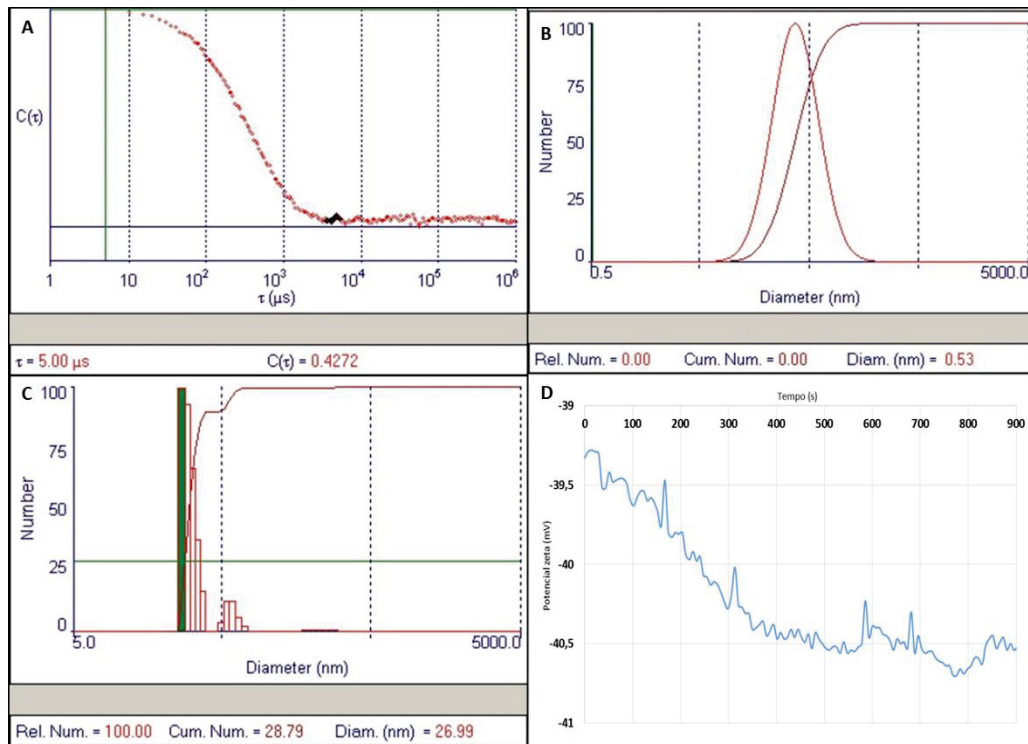 A
C(τ)
1 10 10² 10³ 10⁴ 10⁵ 10⁶
τ (µs)
τ = 5.00 µs C(τ) = 0.4272
B
100
75
50
25
0
Number
0.5 5000.0
Diameter (nm)
Rel. Num. = 0.00 Cum. Num. = 0.00 Diam. (nm) = 0.53
C
100
75
50
25
0
Number
5.0 5000.0
Diameter (nm)
Rel. Num. = 100.00 Cum. Num. = 28.79 Diam. (nm) = 26.99
D
Tempo (s)
0 100 200 300 400 500 600 700 800 900
-39
-39,5
-40
-40,5
-41
Potencial zeta (mV)